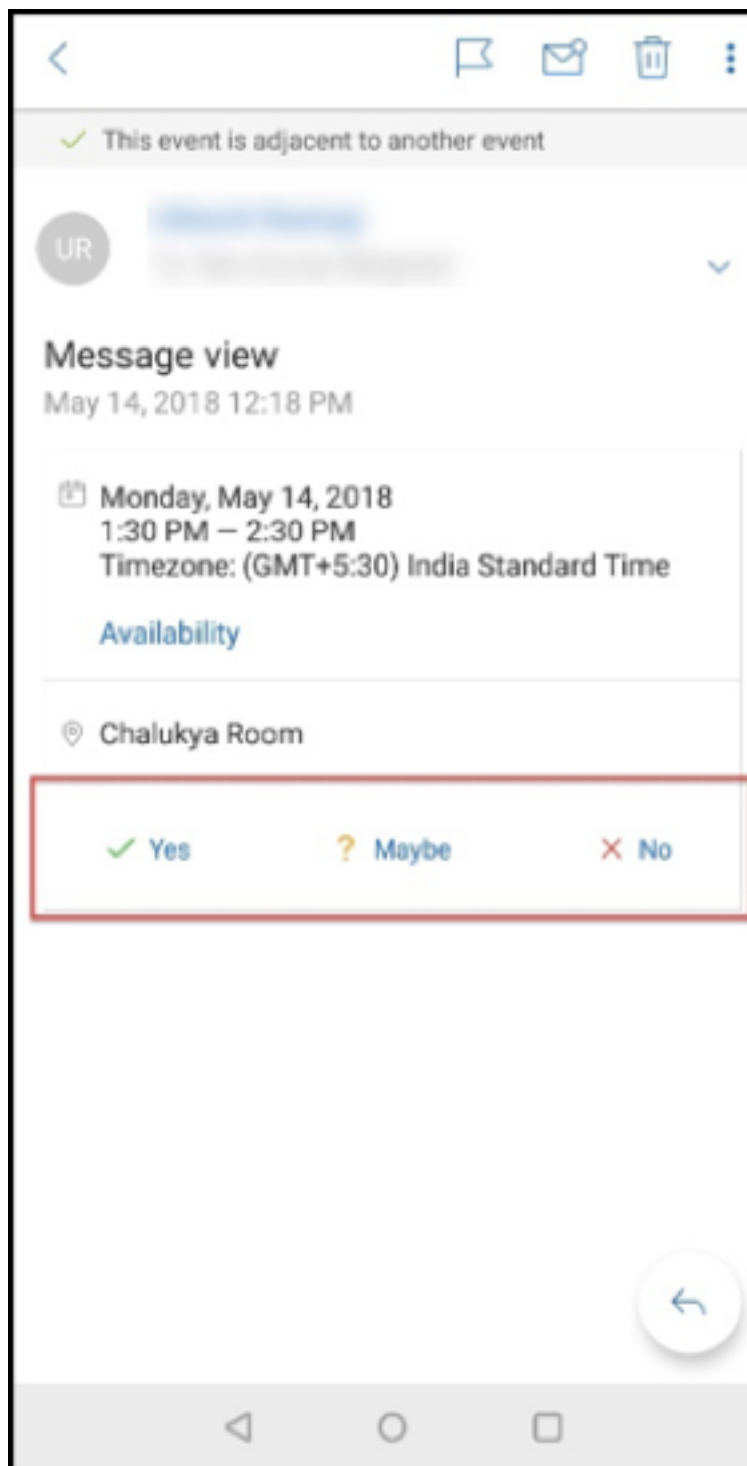 This event is adjacent to another event
UR
Message view
May 14, 2018 12:18 PM
Monday, May 14, 2018
1:30 PM — 2:30 PM
Timezone: (GMT+5:30) India Standard Time
Availability
Chalukya Room
Yes ? Maybe No